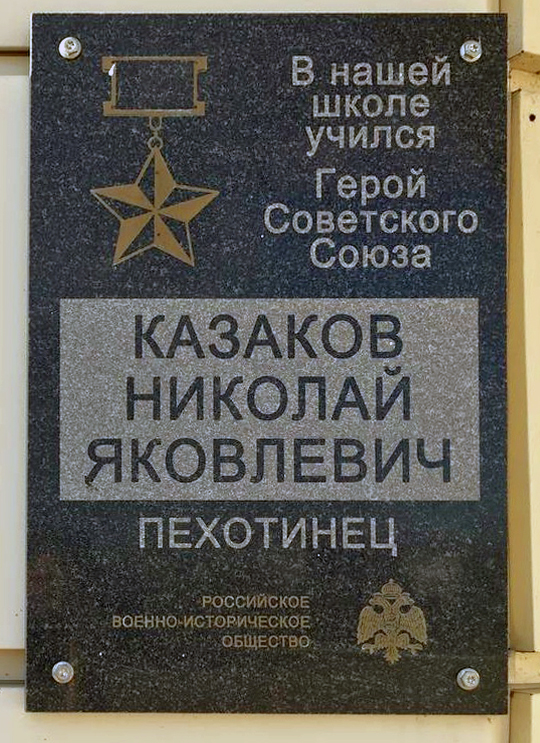 В нашей
школе
учился
Герой
Советского
Союза
КАЗАКОВ
НИКОЛАЙ
ЯКОВЛЕВИЧ
ПЕХОТИНЕЦ
РОССИЙСКОЕ
ВОЕННО-ИСТОРИЧЕСКОЕ
ОБЩЕСТВО